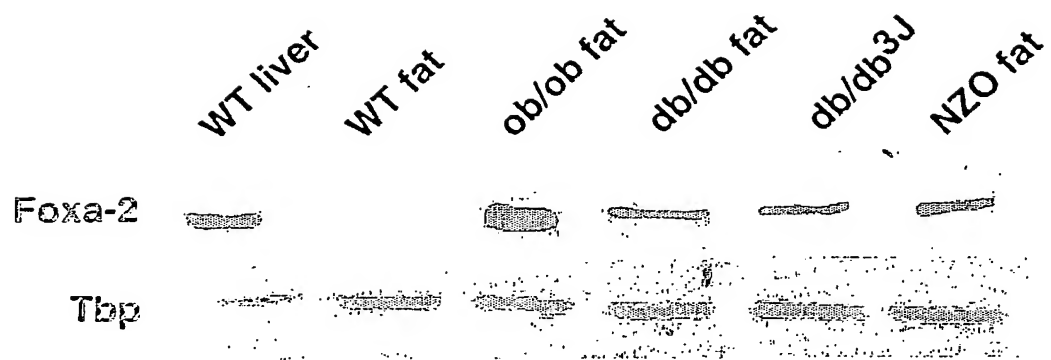 WT liver
WT fat
ob/ob fat
db/db fat
db/db3J
NZO fat
Foxa-2
Tbp